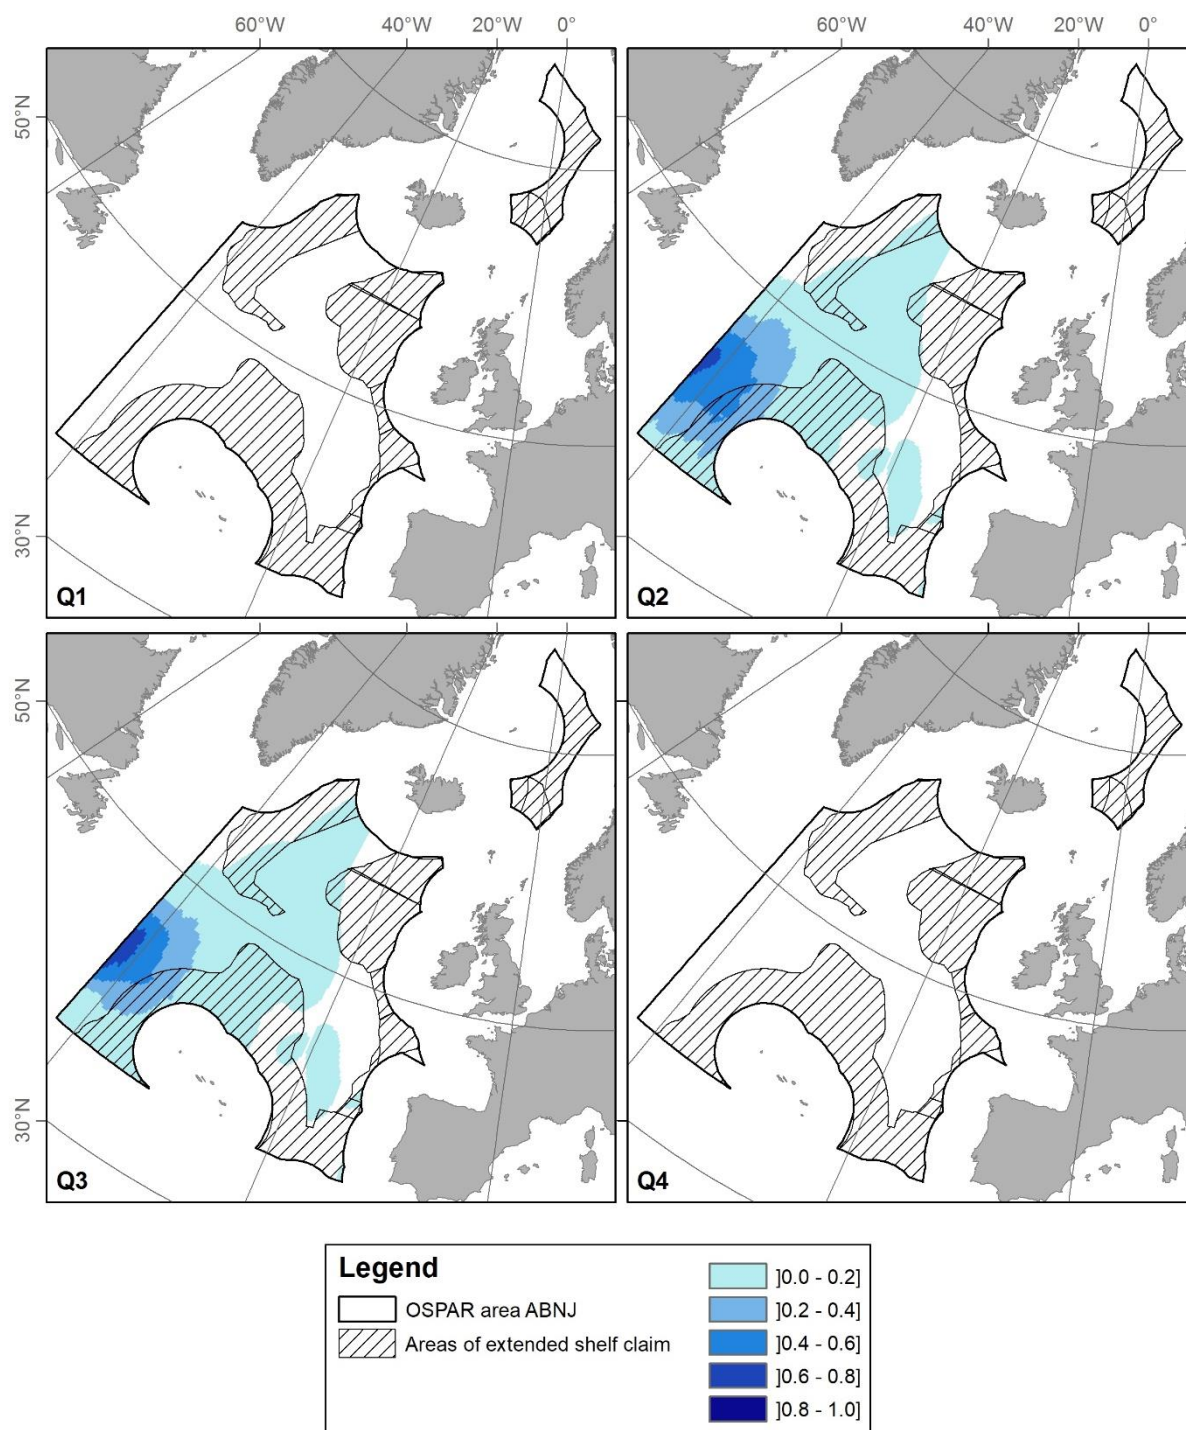 60°W 40°W 20°W 0° 60°W 40°W 20°W 0°
50°N
30°N
Q1 Q2
50°N
30°N
Q3 Q4
Legend
OSPAR area ABNJ
Areas of extended shelf claim
]0.0 - 0.2]
]0.2 - 0.4]
]0.4 - 0.6]
]0.6 - 0.8]
]0.8 - 1.0]